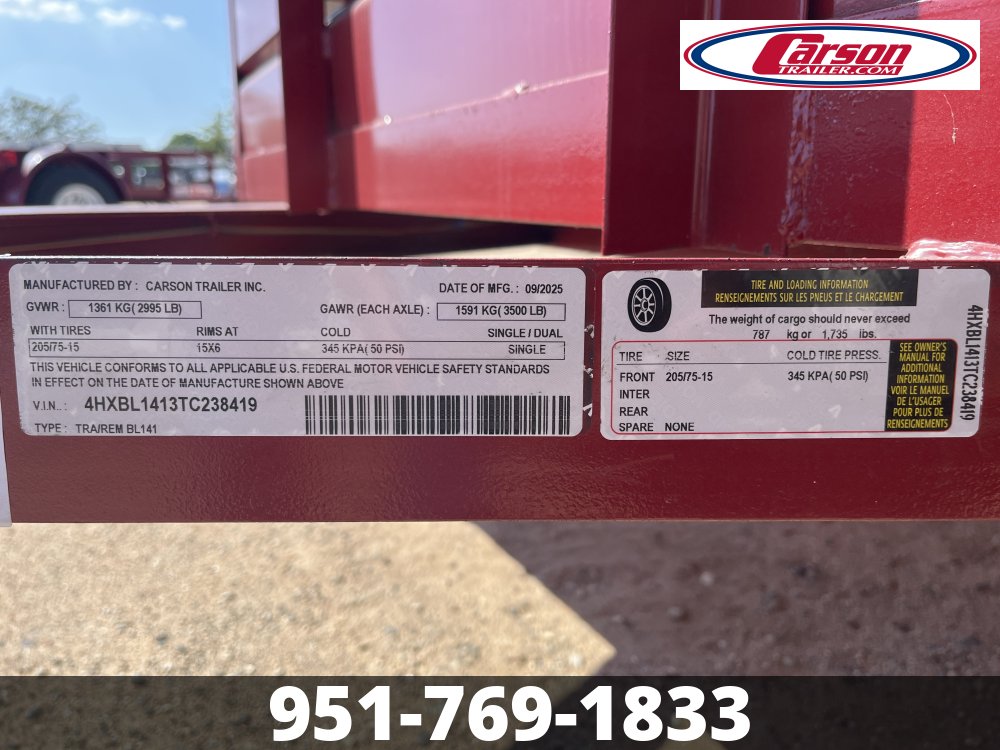 Carson
TRAILER.COM
MANUFACTURED BY : CARSON TRAILER INC. DATE OF MFG. : 09/2025
GVWR : 1361 KG( 2995 LB) GAWR (EACH AXLE) : 1591 KG( 3500 LB)
WITH TIRES RIMS AT COLD SINGLE / DUAL
205/75-15 15X6 345 KPA( 50 PSI) SINGLE
THIS VEHICLE CONFORMS TO ALL APPLICABLE U.S. FEDERAL MOTOR VEHICLE SAFETY STANDARDS
IN EFFECT ON THE DATE OF MANUFACTURE SHOWN ABOVE
V.I.N. : 4HXBL1413TC238419
TYPE : TRA/REM BL141
TIRE AND LOADING INFORMATION
RENSEIGNEMENTS SUR LES PNEUS ET LE CHARGEMENT
The weight of cargo should never exceed
787 kg or 1,735 lbs.
TIRE SIZE COLD TIRE PRESS.
FRONT 205/75-15 345 KPA( 50 PSI)
INTER
REAR
SPARE NONE
SEE OWNER'S
MANUAL FOR
ADDITIONAL
INFORMATION
VOIR LE MANUEL
DE L'USAGER
POUR PLUS DE
RENSEIGNEMENTS
4HXBL1413TC238419
951-769-1833